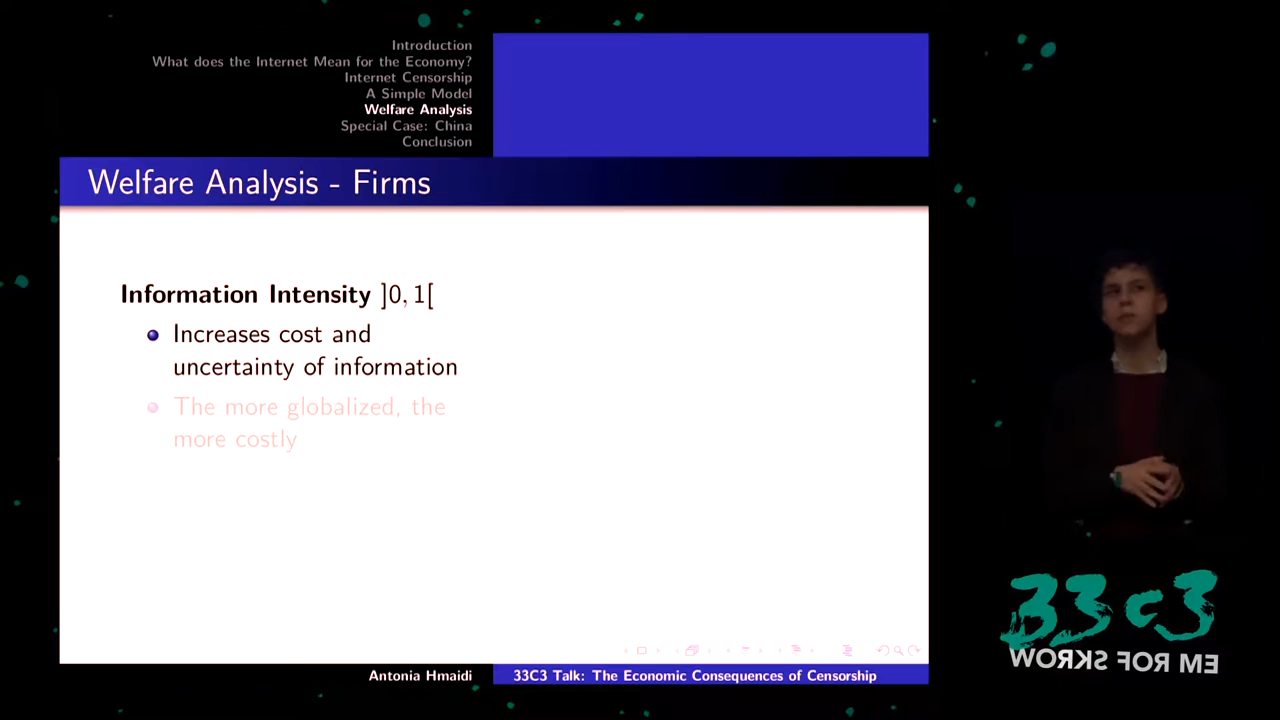 Introduction
What does the Internet Mean for the Economy?
Internet Censorship
A Simple Model
Welfare Analysis
Special Case: China
Conclusion
Welfare Analysis - Firms
Information Intensity ]0, 1[
Increases cost and
uncertainty of information
The more globalized, the
more costly
Antonia Hmaidi
33C3 Talk: The Economic Consequences of Censorship
33C3
WORKS FOR ME